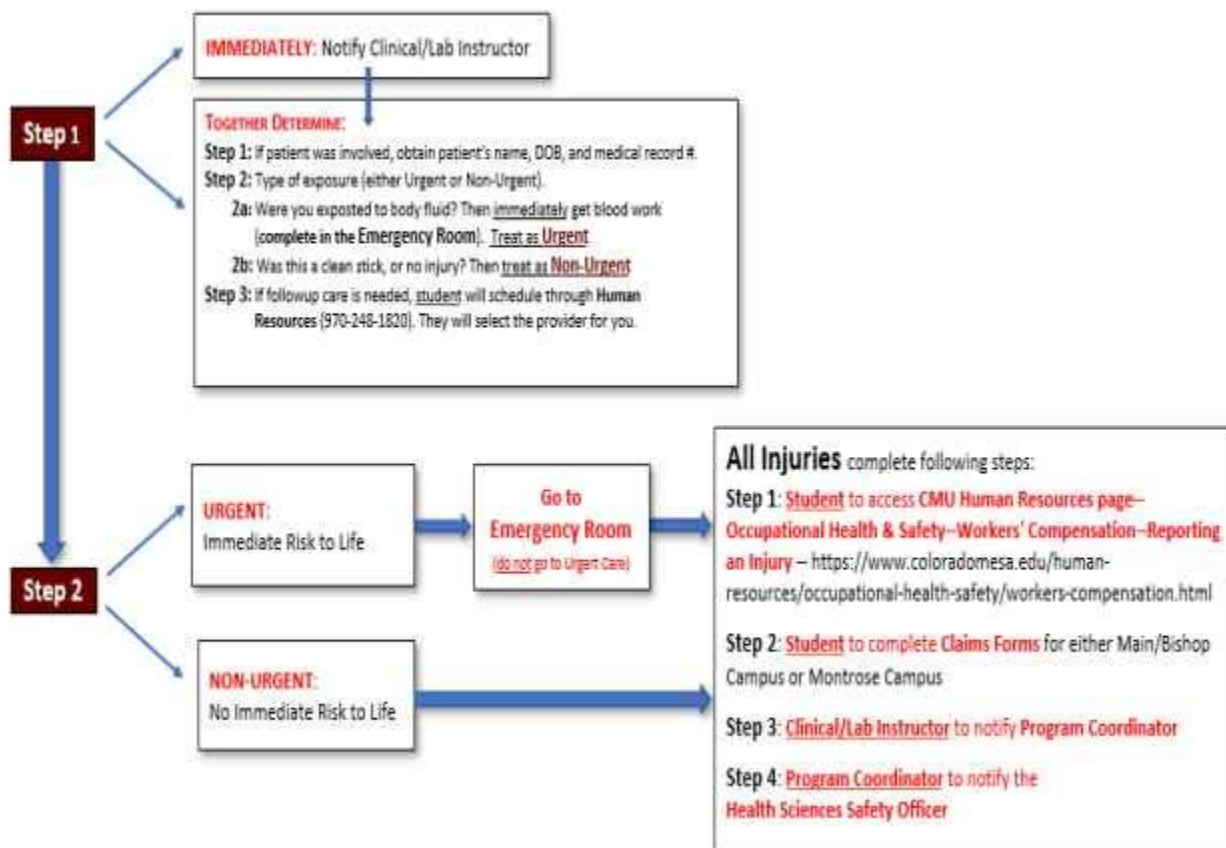 Step 1
IMMEDIATELY: Notify Clinical/Lab Instructor
TOGETHER DETERMINE:
Step 1: If patient was involved, obtain patient's name, DOB, and medical record #.
Step 2: Type of exposure (either Urgent or Non-Urgent).
2a: Were you exposted to body fluid? Then immediately get blood work
(complete in the Emergency Room). Treat as Urgent
2b: Was this a clean stick, or no injury? Then treat as Non-Urgent
Step 3: If followup care is needed, student will schedule through Human
Resources (970-248-1820). They will select the provider for you.
Step 2
URGENT:
Immediate Risk to Life
Go to
Emergency Room
(do not go to Urgent Care)
NON-URGENT:
No Immediate Risk to Life
All Injuries complete following steps:
Step 1: Student to access CMU Human Resources page--
Occupational Health & Safety--Workers' Compensation--Reporting
an Injury – https://www.coloradomesa.edu/human-
resources/occupational-health-safety/workers-compensation.html
Step 2: Student to complete Claims Forms for either Main/Bishop
Campus or Montrose Campus
Step 3: Clinical/Lab Instructor to notify Program Coordinator
Step 4: Program Coordinator to notify the
Health Sciences Safety Officer